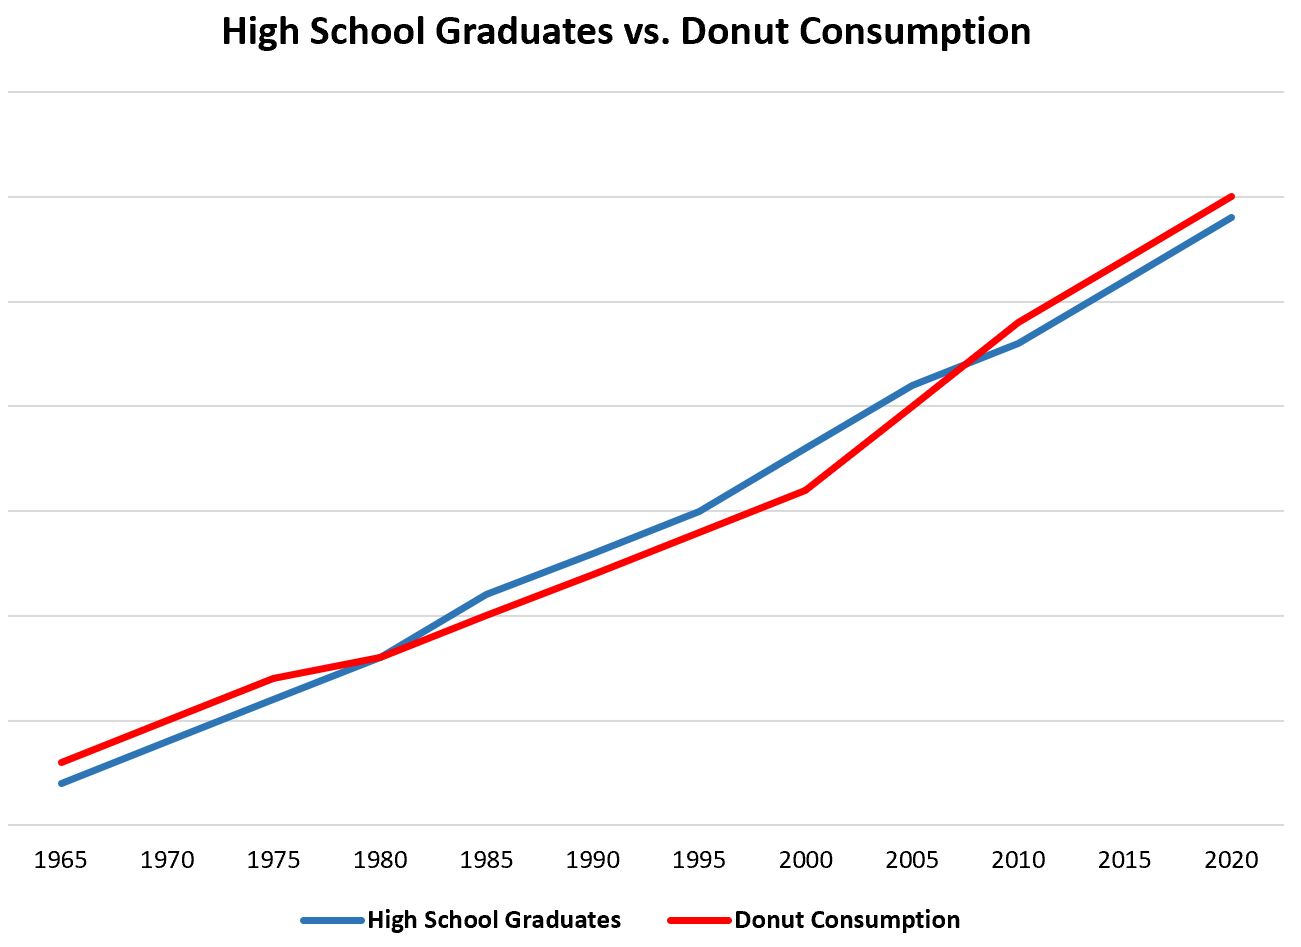 High School Graduates vs. Donut Consumption
1965 1970 1975 1980 1985 1990 1995 2000 2005 2010 2015 2020
High School Graduates Donut Consumption